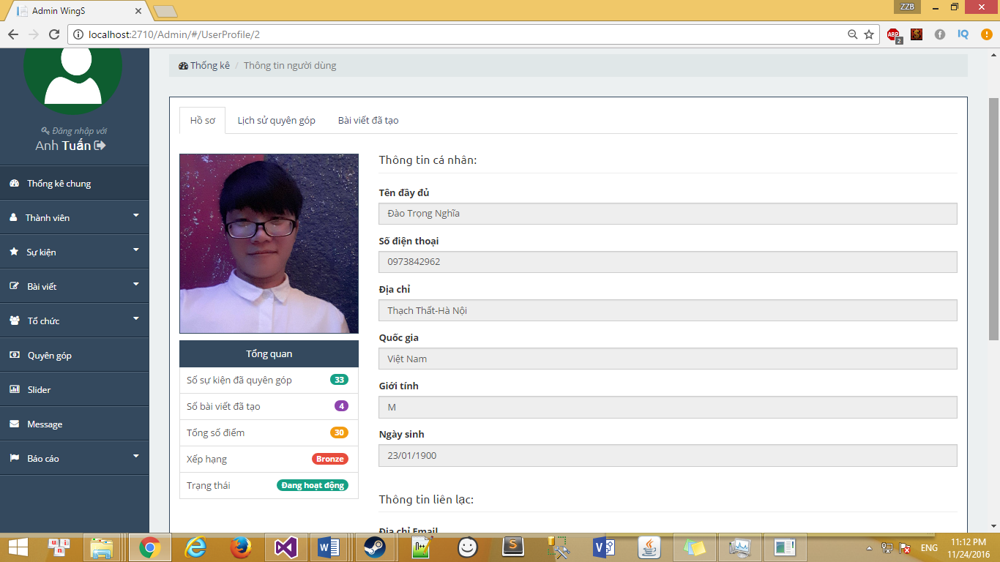 Admin WingS
ZZB
localhost:2710/Admin/#/UserProfile/2
ABP
2
IQ
Đăng nhập với
Anh Tuấn
Thống kê chung
Thành viên
Sự kiện
Bài viết
Tổ chức
Quyên góp
Slider
Message
Báo cáo
Thống kê / Thông tin người dùng
Hồ sơ Lịch sử quyên góp Bài viết đã tạo
Tổng quan
Số sự kiện đã quyên góp 33
Số bài viết đã tạo 4
Tổng số điểm 30
Xếp hạng Bronze
Trạng thái Đang hoạt động
Thông tin cá nhân:
Tên đầy đủ
Đào Trọng Nghĩa
Số điện thoại
0973842962
Địa chỉ
Thạch Thất-Hà Nội
Quốc gia
Việt Nam
Giới tính
M
Ngày sinh
23/01/1900
Thông tin liên lạc:
Địa chỉ Email
ENG
11:12 PM
11/24/2016